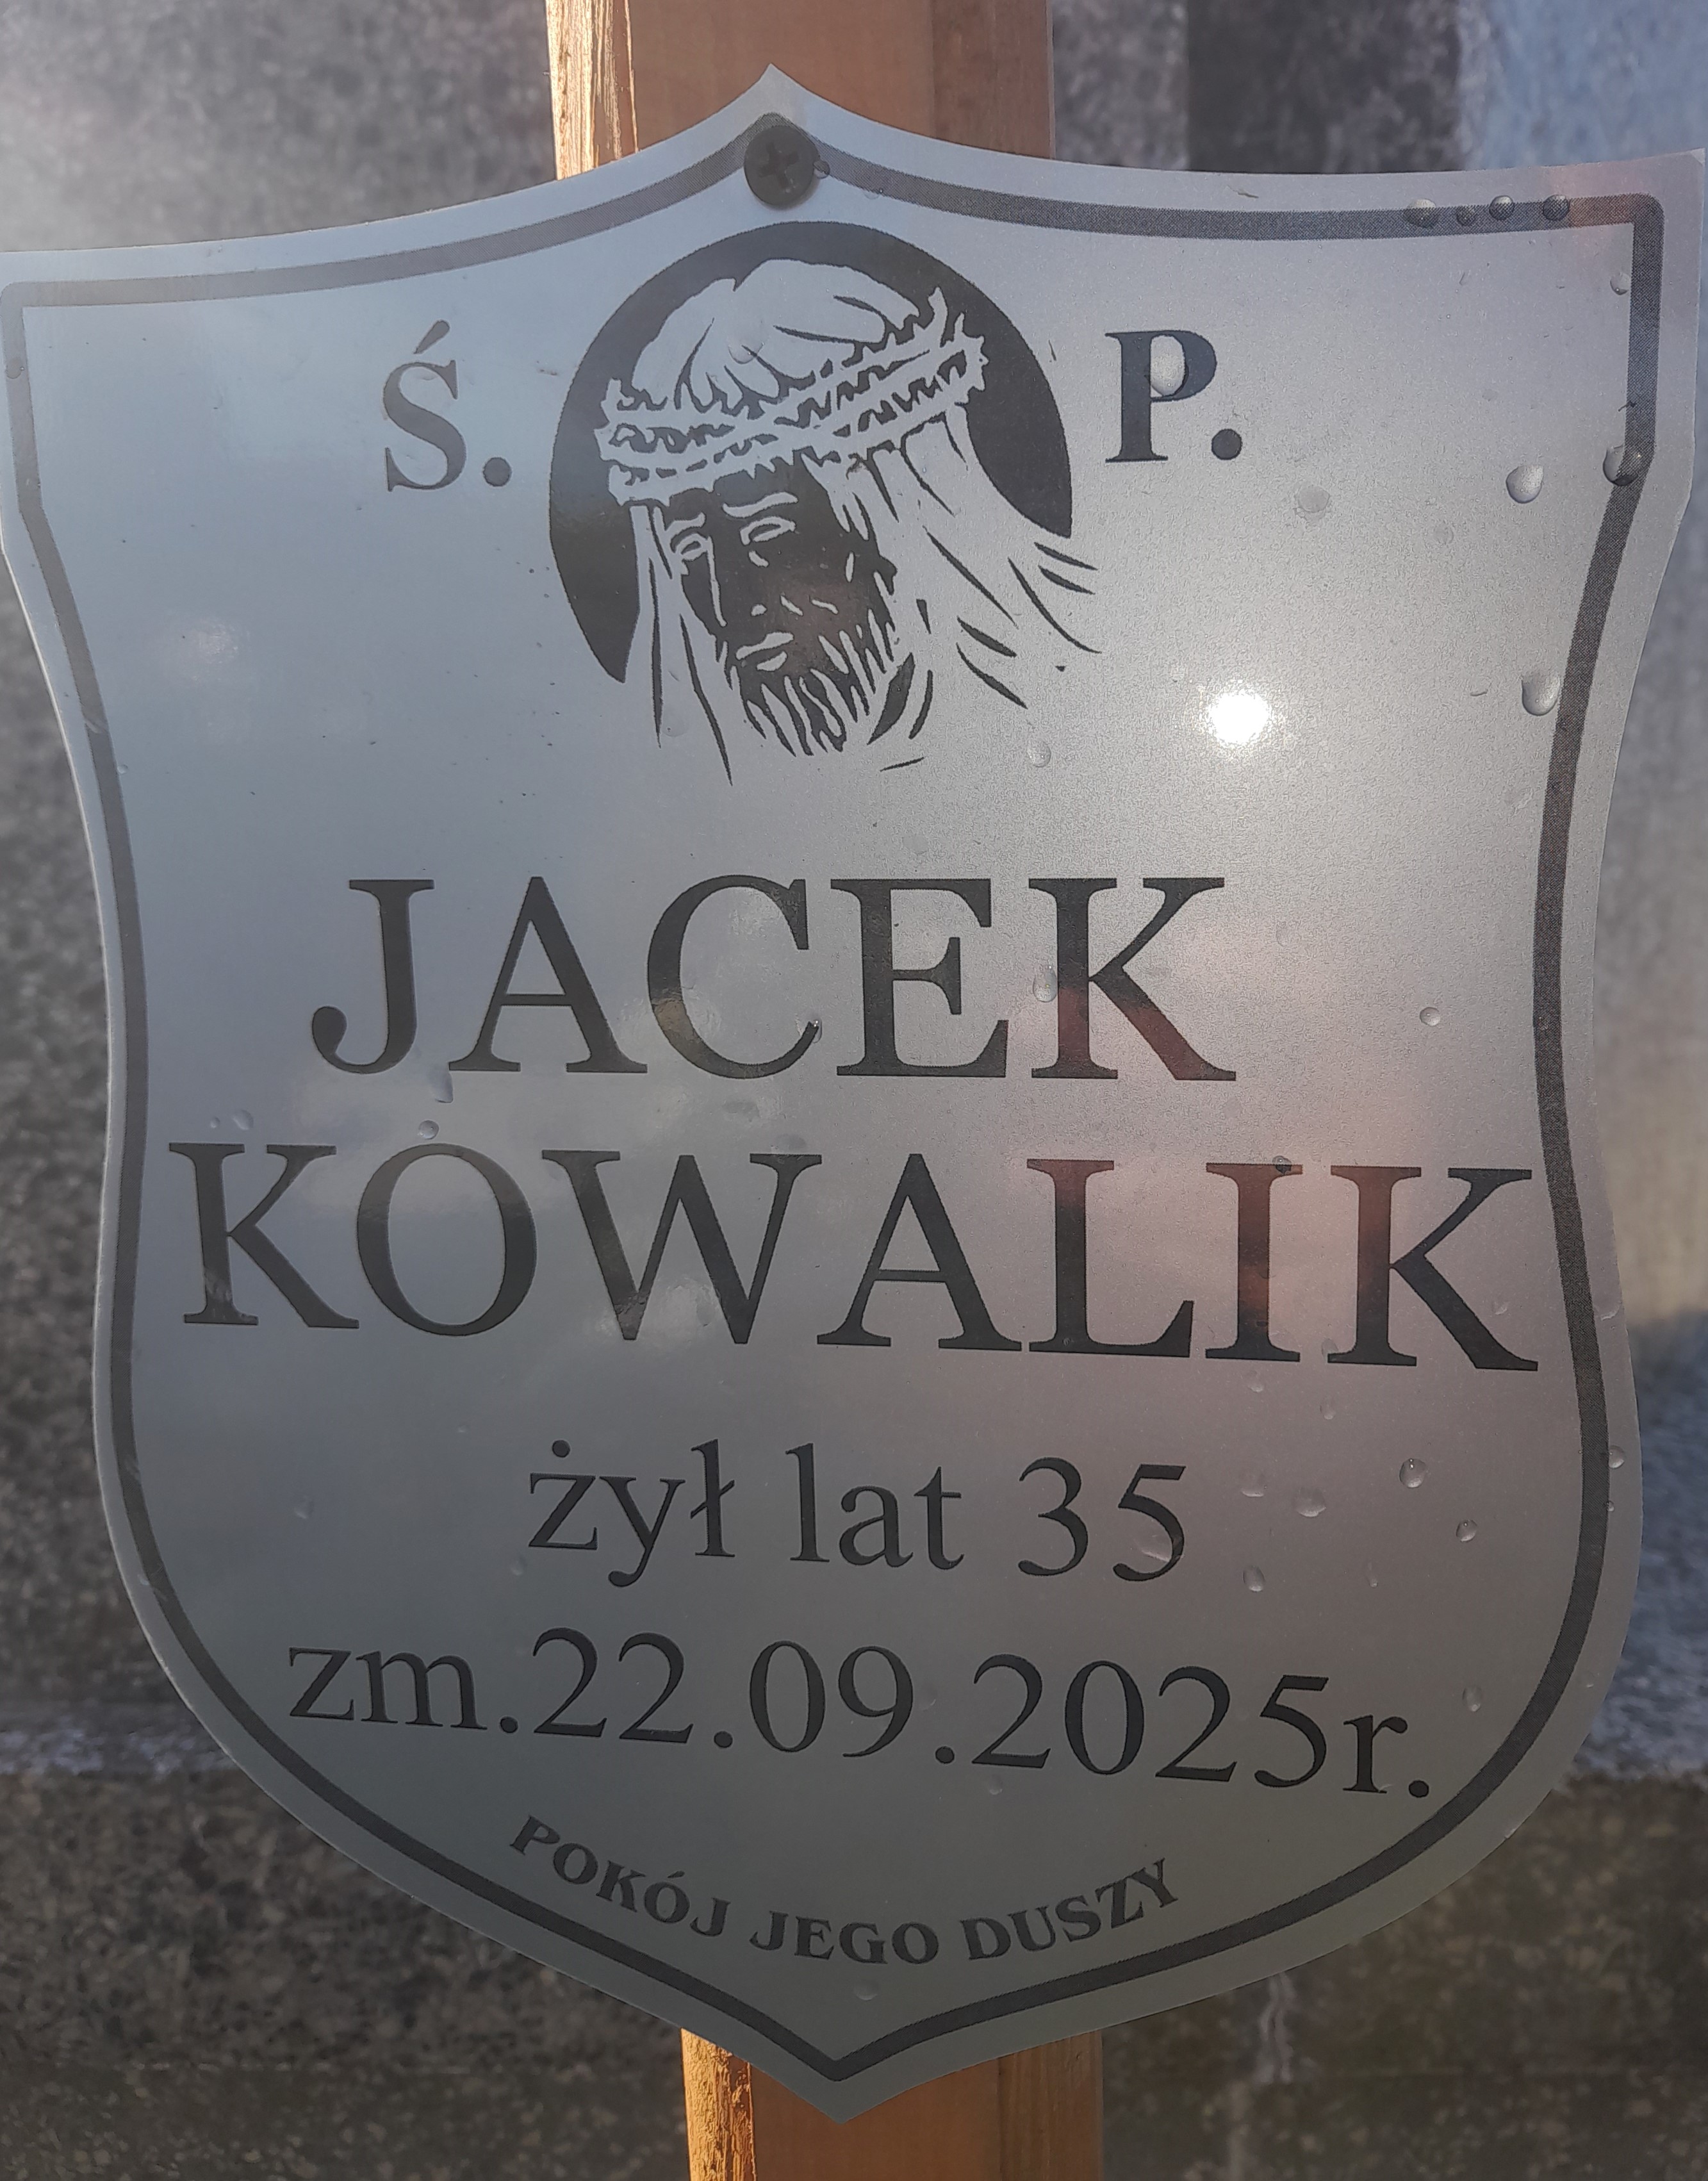 Ś. P.
JACEK
KOWALIK
żył lat 35
zm.22.09.2025r.
POKÓJ JEGO DUSZY